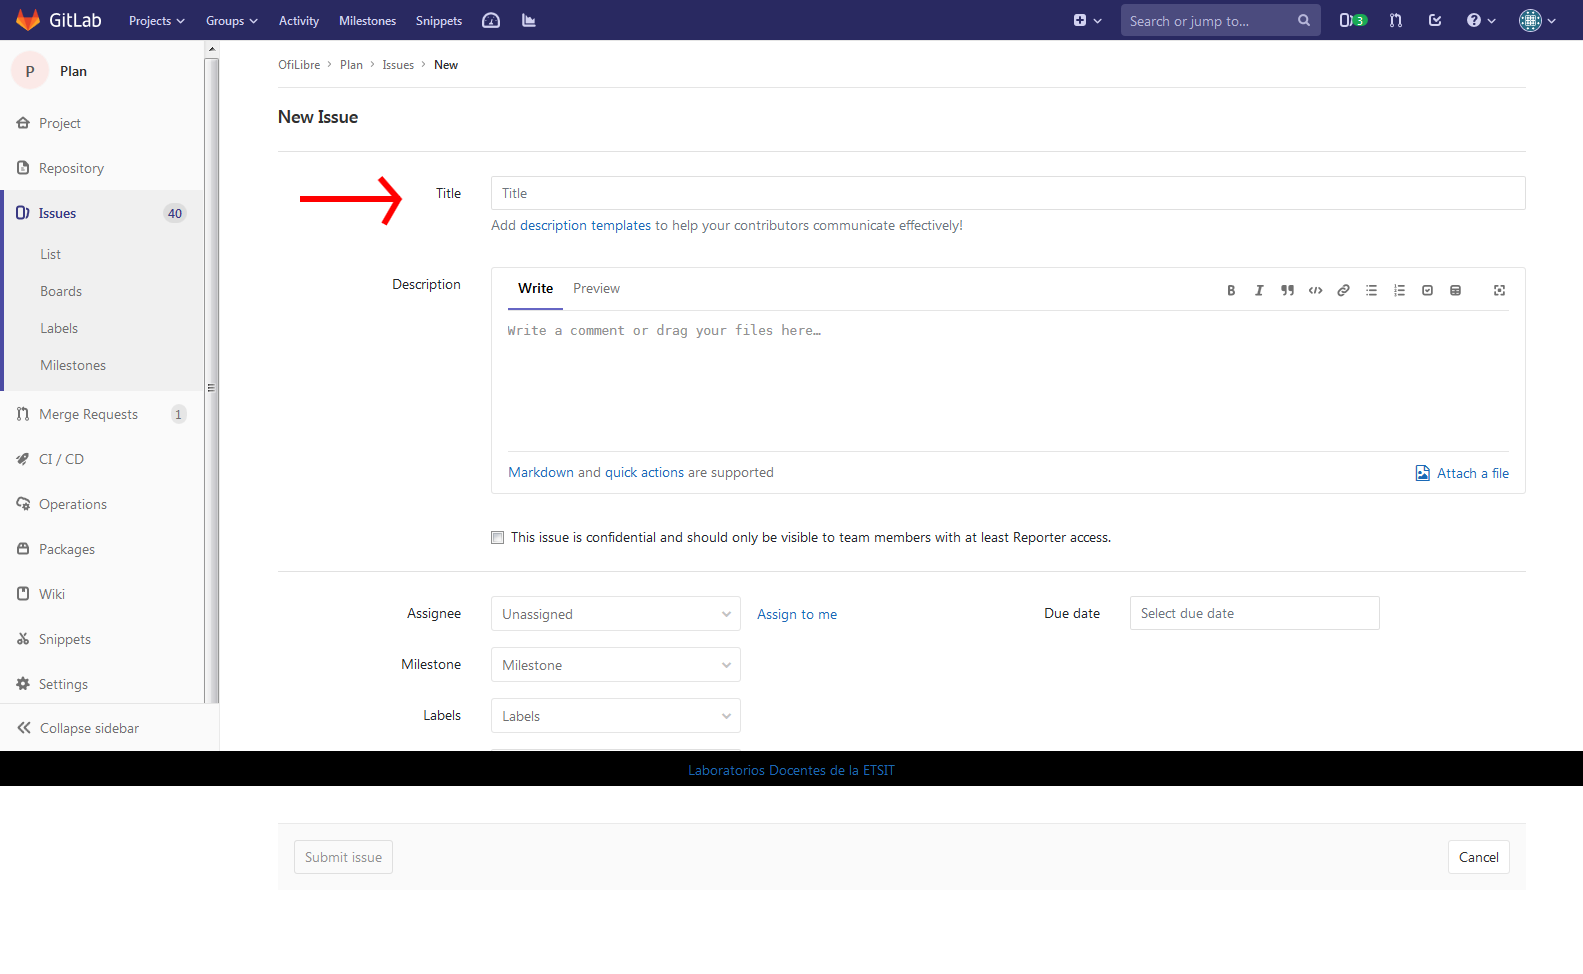 GitLab Projects Groups Activity Milestones Snippets Search or jump to... 3
P Plan
Project
Repository
Issues 40
List
Boards
Labels
Milestones
Merge Requests 1
CI / CD
Operations
Packages
Wiki
Snippets
Settings
Collapse sidebar
OfiLibre › Plan › Issues › New
New Issue
Title Title
Add description templates to help your contributors communicate effectively!
Description Write Preview
Write a comment or drag your files here…
Markdown and quick actions are supported Attach a file
This issue is confidential and should only be visible to team members with at least Reporter access.
Assignee Unassigned Assign to me Due date Select due date
Milestone Milestone
Labels Labels
Laboratorios Docentes de la ETSIT
Submit issue Cancel